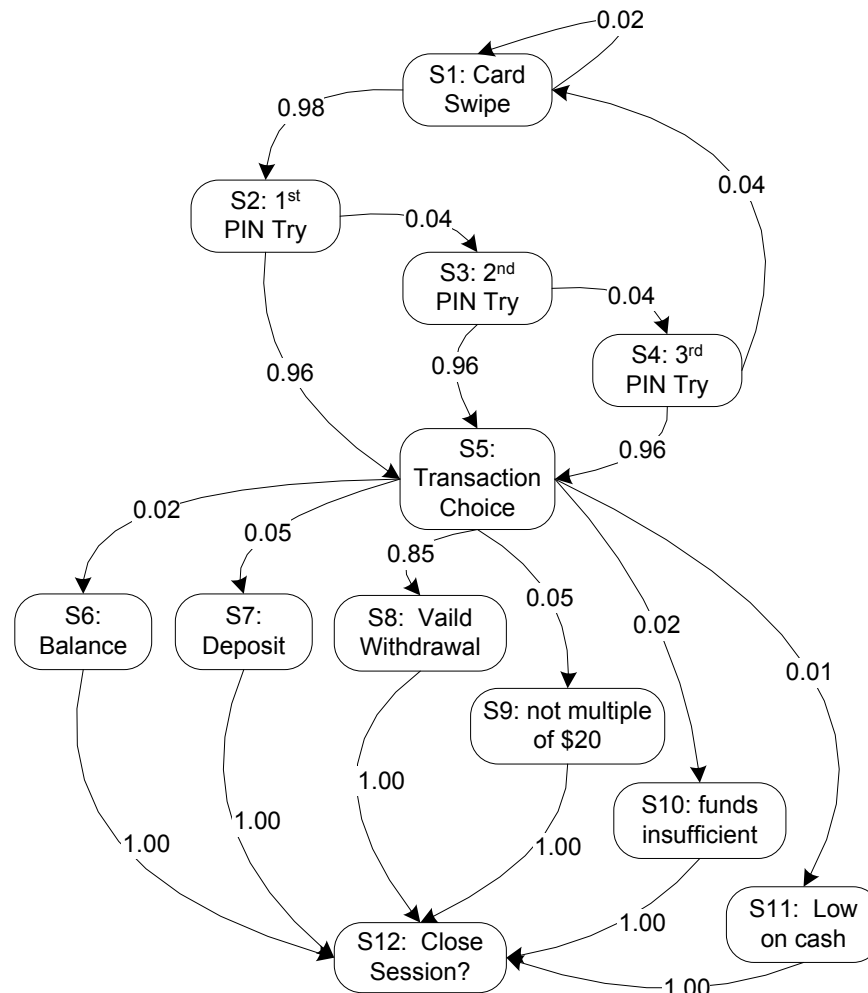 0.02
S1: Card
Swipe
0.98
S2: 1st
PIN Try
0.04
0.04
S3: 2nd
PIN Try
0.04
S4: 3rd
PIN Try
0.96
0.96
0.96
S5:
Transaction
Choice
0.02
0.05
0.85
0.05
0.02
0.01
S6:
Balance
S7:
Deposit
S8: Vaild
Withdrawal
S9: not multiple
of $20
S10: funds
insufficient
S11: Low
on cash
1.00
1.00
1.00
1.00
1.00
1.00
S12: Close
Session?